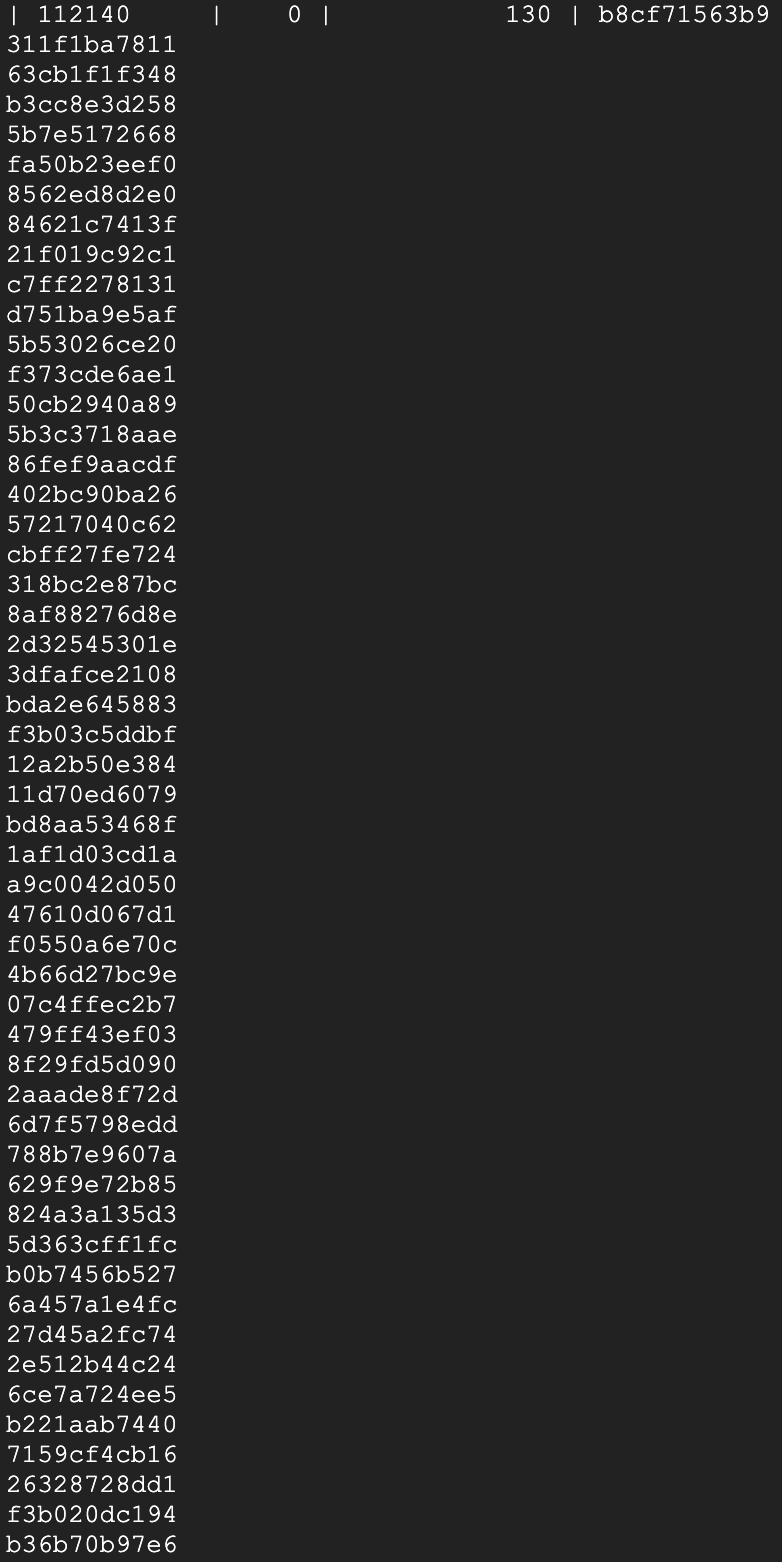 | 112140 | 0 | 130 | b8cf71563b9
311f1ba7811
63cb1f1f348
b3cc8e3d258
5b7e5172668
fa50b23eef0
8562ed8d2e0
84621c7413f
21f019c92c1
c7ff2278131
d751ba9e5af
5b53026ce20
f373cde6ae1
50cb2940a89
5b3c3718aae
86fef9aacdf
402bc90ba26
57217040c62
cbff27fe724
318bc2e87bc
8af88276d8e
2d32545301e
3dfafce2108
bda2e645883
f3b03c5ddbf
12a2b50e384
11d70ed6079
bd8aa53468f
1af1d03cd1a
a9c0042d050
47610d067d1
f0550a6e70c
4b66d27bc9e
07c4ffec2b7
479ff43ef03
8f29fd5d090
2aaade8f72d
6d7f5798edd
788b7e9607a
629f9e72b85
824a3a135d3
5d363cff1fc
b0b7456b527
6a457a1e4fc
27d45a2fc74
2e512b44c24
6ce7a724ee5
b221aab7440
7159cf4cb16
26328728dd1
f3b020dc194
b36b70b97e6